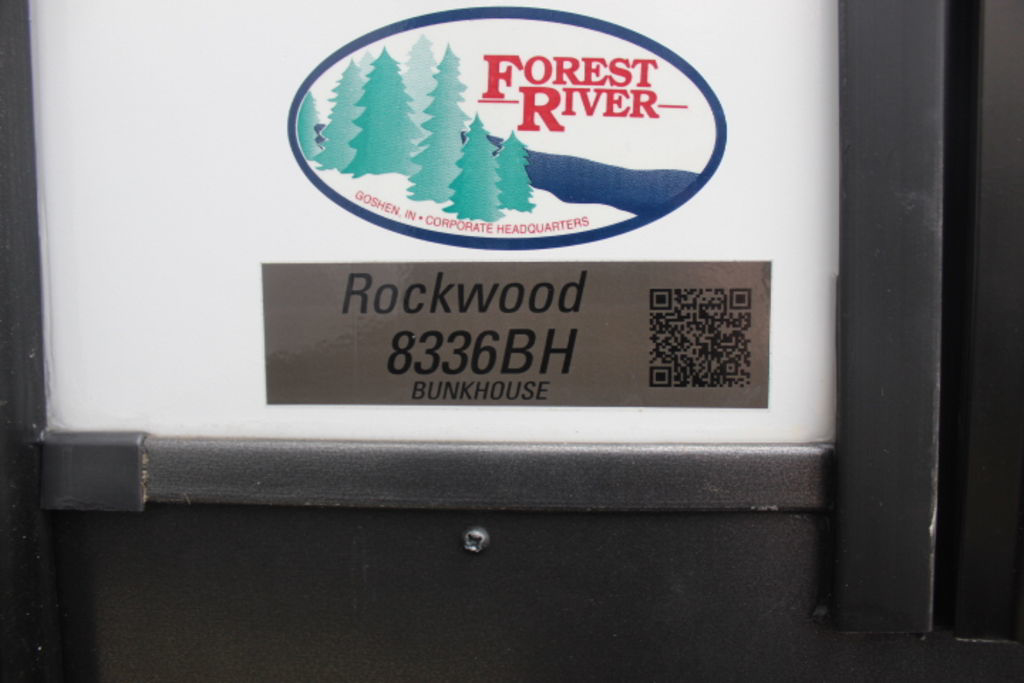 FOREST
RIVER
GOSHEN, IN • CORPORATE HEADQUARTERS
Rockwood
8336BH
BUNKHOUSE